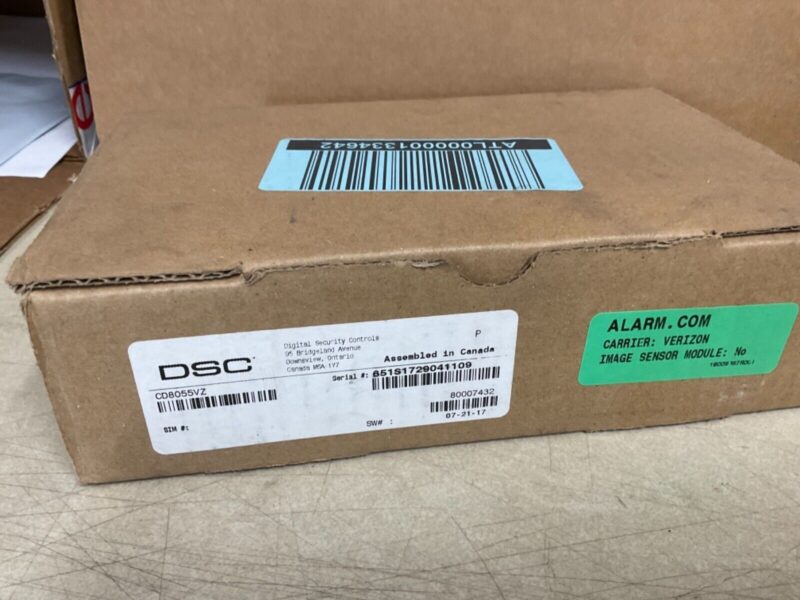 ATL0000001334642
DSC
Digital Security Controls
95 Bridgeland Avenue
Downsview, Ontario
Canada M6A 1Y7
P
Assembled in Canada
CD8055VZ
Serial #: 851S1729041109
80007432
SIM #:
SW# :
07-21-17
ALARM.COM
CARRIER: VERIZON
IMAGE SENSOR MODULE: No